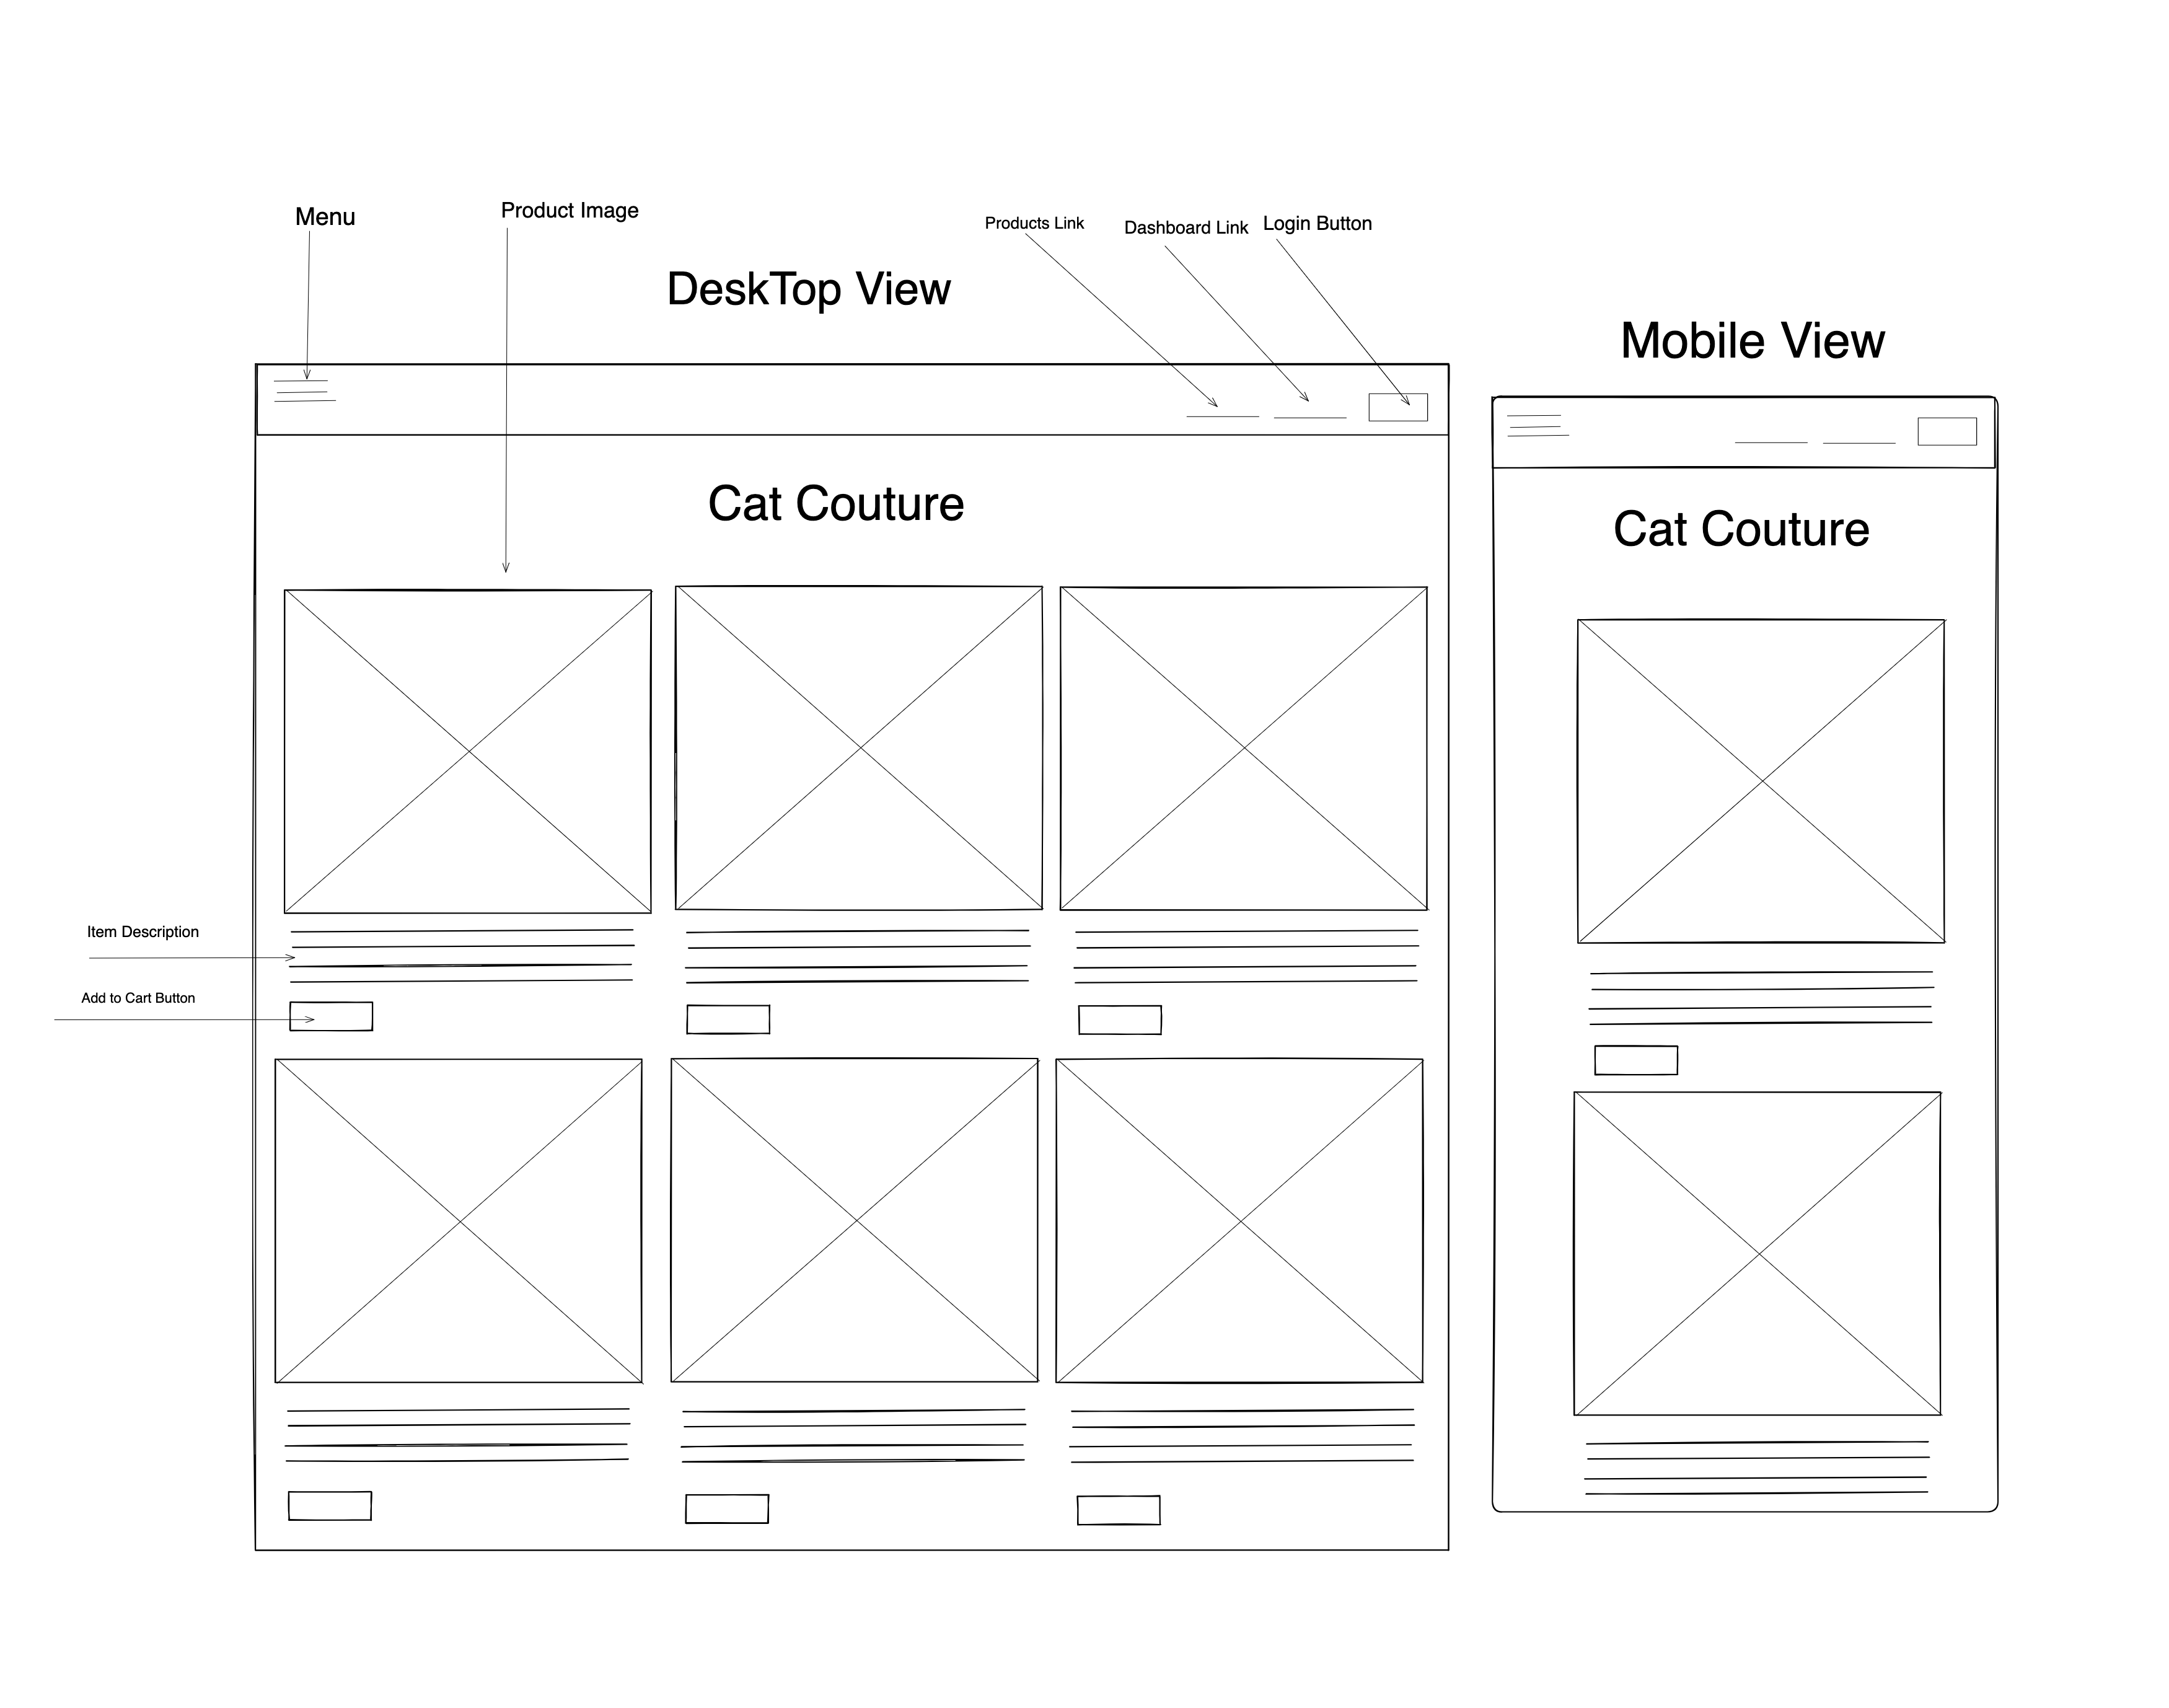 Menu
Product Image
Products Link
Dashboard Link
Login Button
DeskTop View
Mobile View
Cat Couture
Cat Couture
Item Description
Add to Cart Button